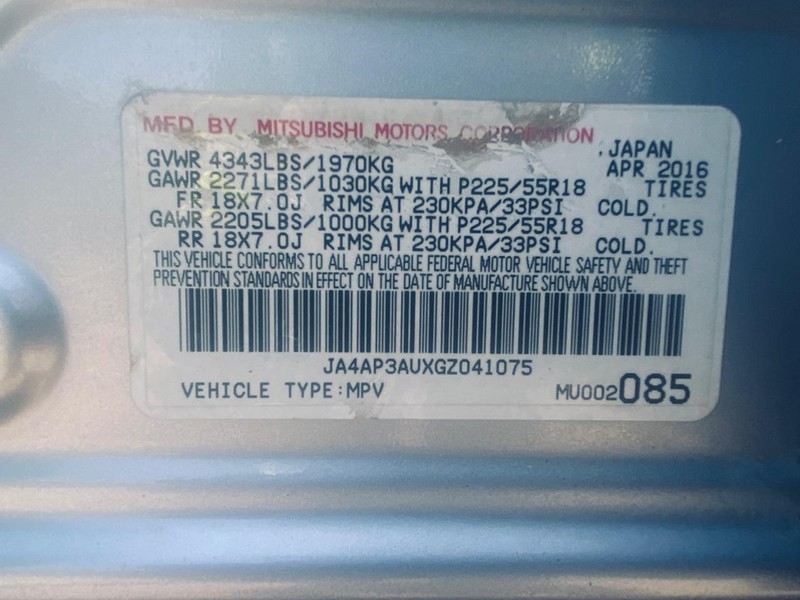 MFD BY MITSUBISHI MOTORS CORPORATION , JAPAN
GVWR 4343LBS/1970KG APR 2016
GAWR 2271LBS/1030KG WITH P225/55R18 TIRES
FR 18X7.0J RIMS AT 230KPA/33PSI COLD.
GAWR 2205LBS/1000KG WITH P225/55R18 TIRES
RR 18X7.0J RIMS AT 230KPA/33PSI COLD.
THIS VEHICLE CONFORMS TO ALL APPLICABLE FEDERAL MOTOR VEHICLE SAFETY AND THEFT
PREVENTION STANDARDS IN EFFECT ON THE DATE OF MANUFACTURE SHOWN ABOVE.
JA4AP3AUXGZ041075
VEHICLE TYPE:MPV MU002085